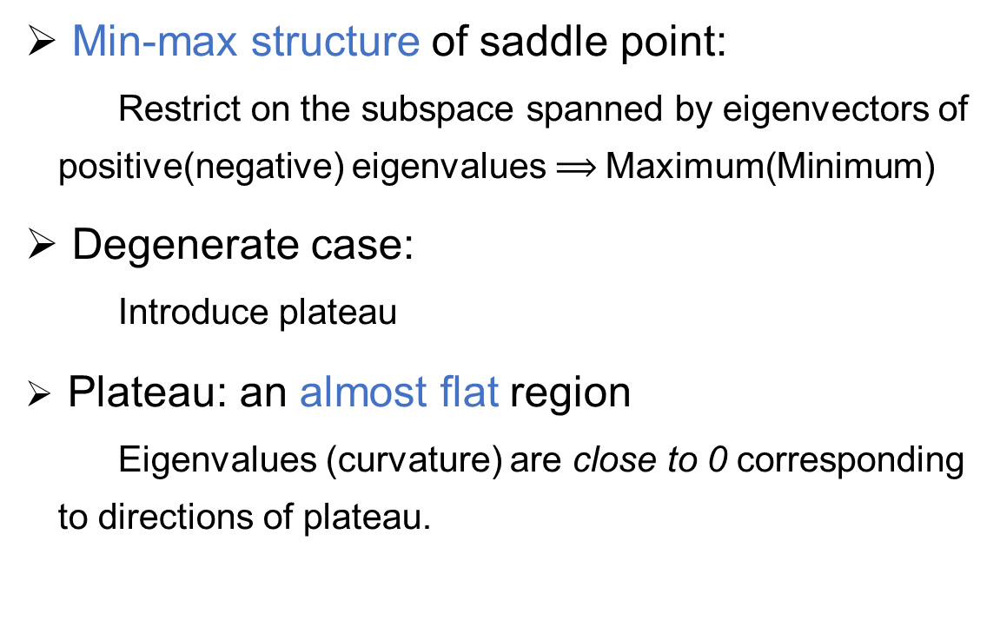 ➢ Min-max structure of saddle point:
Restrict on the subspace spanned by eigenvectors of
positive(negative) eigenvalues ⟹ Maximum(Minimum)
➢ Degenerate case:
Introduce plateau
➢ Plateau: an almost flat region
Eigenvalues (curvature) are close to 0 corresponding
to directions of plateau.